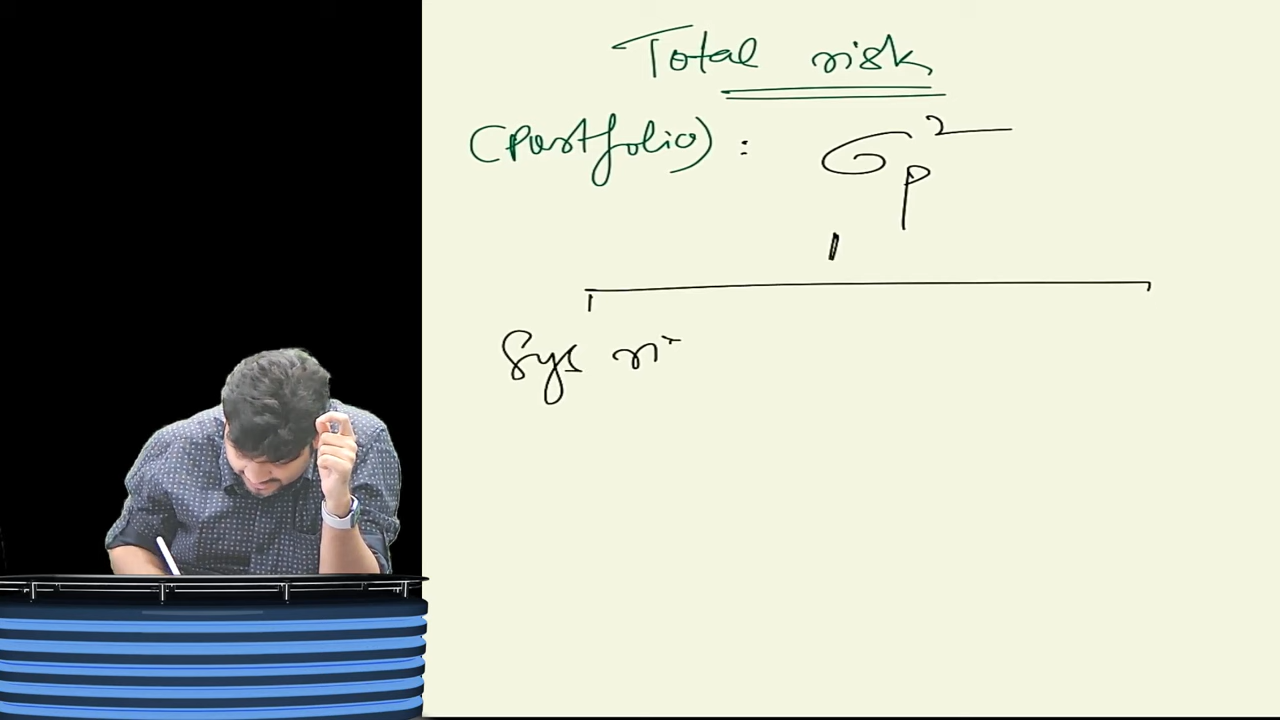 Total risk
(Portfolio) : σp²
Sys ri